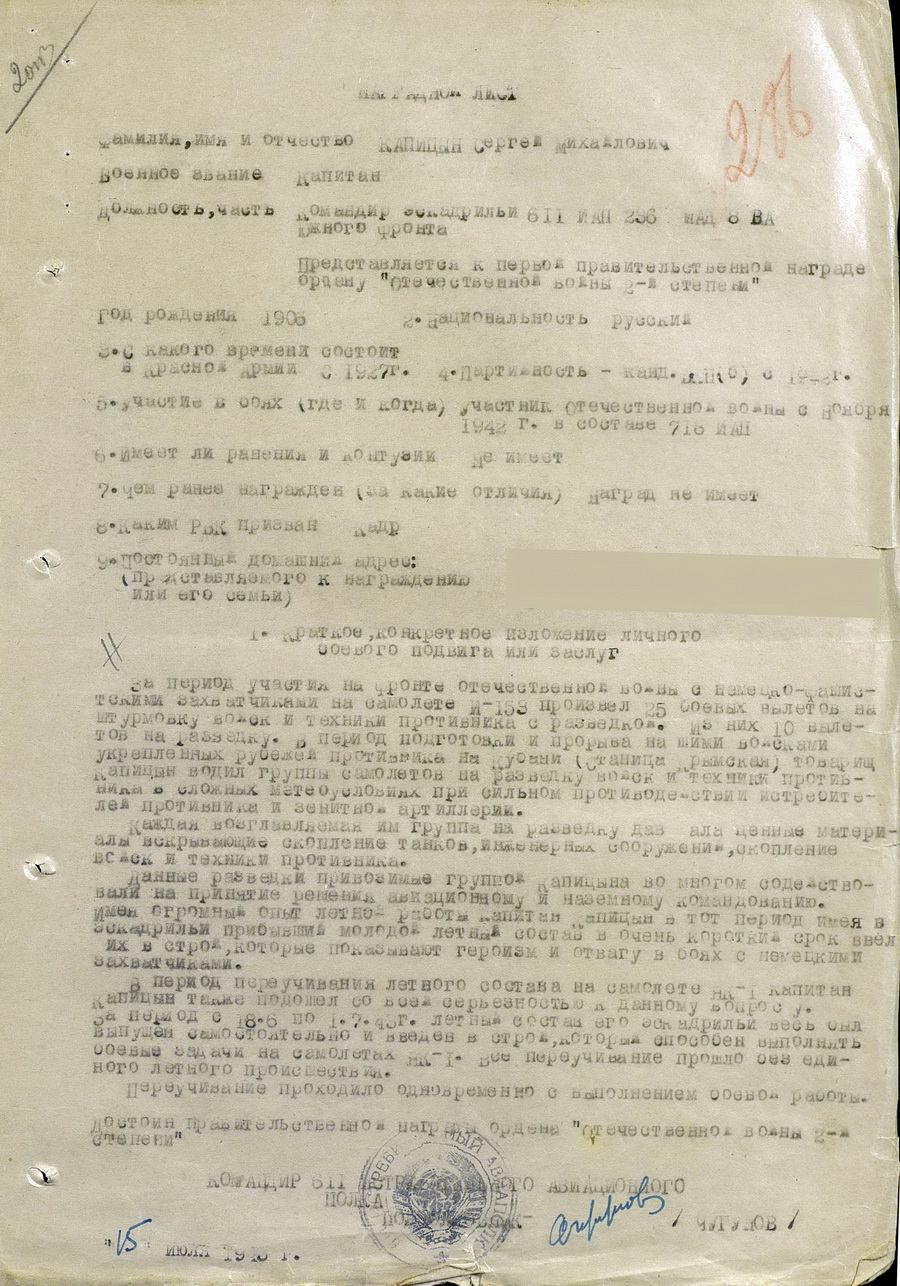 НАГРАДНОЙ ЛИСТ
Фамилия,имя и отчество КАПИЦЫН Сергей Михайлович
Военное звание Капитан
Должность,часть Командир эскадрильи 611 ИАП 236 ИАД 8 ВА
Южного фронта
Представляется к первой правительственной награде
ордену "Отечественной войны 2-й степени"
Год рождения 1906 2.Национальность русский
3.С какого времени состоит
в Красной Армии С 1927г. 4.Партийность - канд. с г.
5.Участие в боях (где и когда) участник Отечественной войны с Ноября
1942 г. в составе 718 ИАП
6.Имеет ли ранения и контузии Не имеет
7.Чем ранее награжден (за какие отличия) Наград не имеет
8.Каким РВК призван Кадр
9.Постоянный домашний адрес:
(представляемого к награждению
или его семьи)
1. Краткое,конкретное изложение личного
боевого подвига или заслуг
За период участия на фронте отечественной войны с немецко-фашис-
тскими захватчиками на самолете И-153 произвел 25 боевых вылетов на
штурмовку войск и техники противника с разведкой. Из них 10 выле-
тов на разведку. В период подготовки и прорыва нашими войсками
укрепленных рубежей противника на Кубани (Станица Крымская) товарищ
Капицын водил группы самолетов на разведку войск и техники против-
ника в сложных метеоусловиях при сильном противодействии истребите-
лей противника и зенитной артиллерии.
Каждая возглавляеман им группа на разведку дав ала ценные матери-
алы вскрывающие скопление танков,инженерных сооружений,скопление
войск и техники противника.
Данные разведки привозимые группой Капицына во многом содейство-
вали на принятие решения авиационному и наземному командованию.
Имея огромный опыт летной работы капитан Капицын в тот период имея в
эскадрильи прибывший молодой летный состав в очень короткий срок ввел
их в строй,которые показывают героизм и отвагу в боях с немецкими
захватчиками.
В период переучивания летного состава на самолоте ЯК-1 капитан
Капицын также подошел со всей серьезностью к данному вопросу.
За период с 18.6 по 1.7.43г. летный состав его эскадрильи весь был
выпущен самостоятельно и введен в строй,который способен выполнять
боевые задачи на самолетах ЯК-1. Все переучивание прошло без еди-
ного летного происшествия.
Переучивание проходило одновременно с выполнением боевой работы.
Достоин правительственной награды ордена "Отечественной войны 2-й
степени"
КОМАНДИР 611 ИСТРЕБИТЕЛЬНОГО АВИАЦИОННОГО
ПОЛКА
/ ЧУГУНОВ /
"15 июля 1943 г.